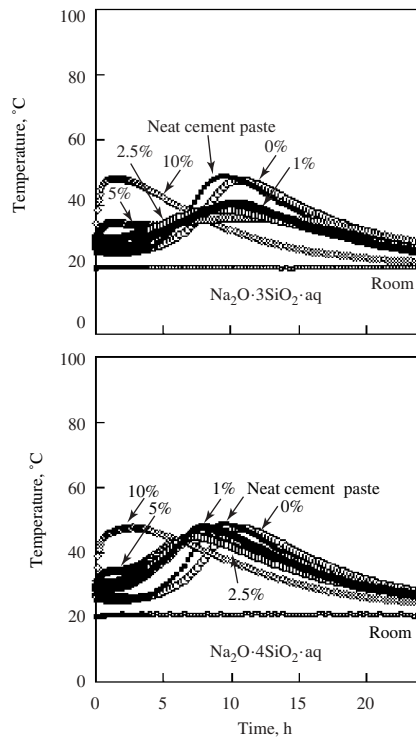 100
80
60
40
20
0
Temperature, °C
Neat cement paste
0%
2.5%
10%
1%
5%
Room
Na₂O·3SiO₂·aq
100
80
60
40
20
0
Temperature, °C
10%
1%
Neat cement paste
5%
0%
2.5%
Room
Na₂O·4SiO₂·aq
0 5 10 15 20
Time, h